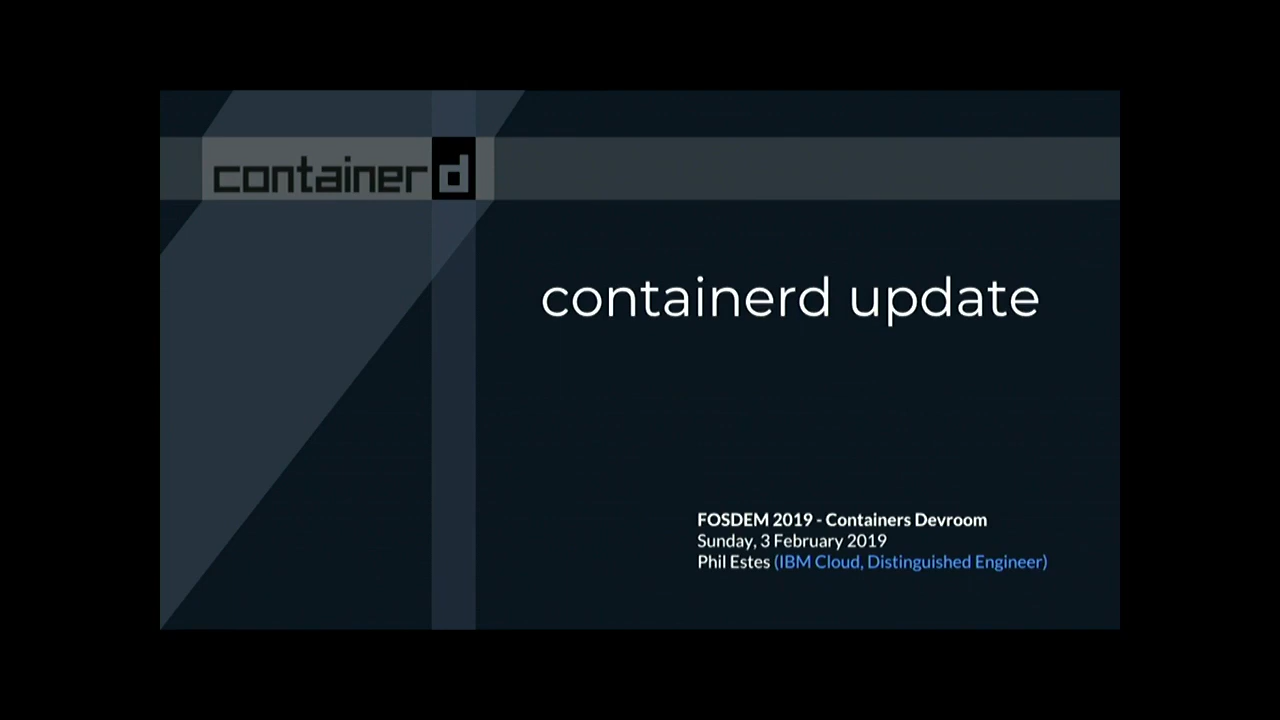 containerd
containerd update
FOSDEM 2019 - Containers Devroom
Sunday, 3 February 2019
Phil Estes (IBM Cloud, Distinguished Engineer)